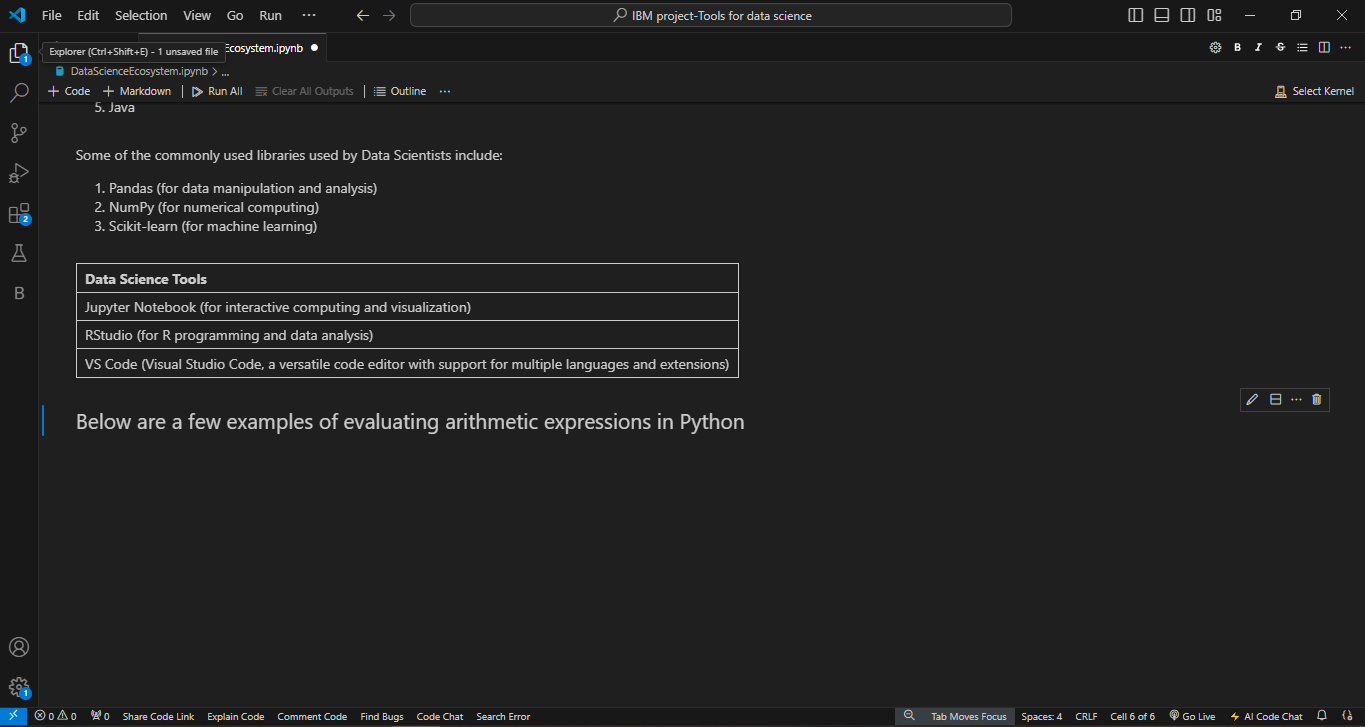 File Edit Selection View Go Run ···
IBM project-Tools for data science
Explorer (Ctrl+Shift+E) - 1 unsaved file
Ecosystem.ipynb
B I S
DataScienceEcosystem.ipynb > ...
+ Code + Markdown Run All Clear All Outputs Outline ···
Select Kernel
5. Java
Some of the commonly used libraries used by Data Scientists include:
1. Pandas (for data manipulation and analysis)
2. NumPy (for numerical computing)
3. Scikit-learn (for machine learning)
Data Science Tools
Jupyter Notebook (for interactive computing and visualization)
RStudio (for R programming and data analysis)
VS Code (Visual Studio Code, a versatile code editor with support for multiple languages and extensions)
Below are a few examples of evaluating arithmetic expressions in Python
1
2
B
1
0 0 0 Share Code Link Explain Code Comment Code Find Bugs Code Chat Search Error
Tab Moves Focus Spaces: 4 CRLF Cell 6 of 6 Go Live AI Code Chat